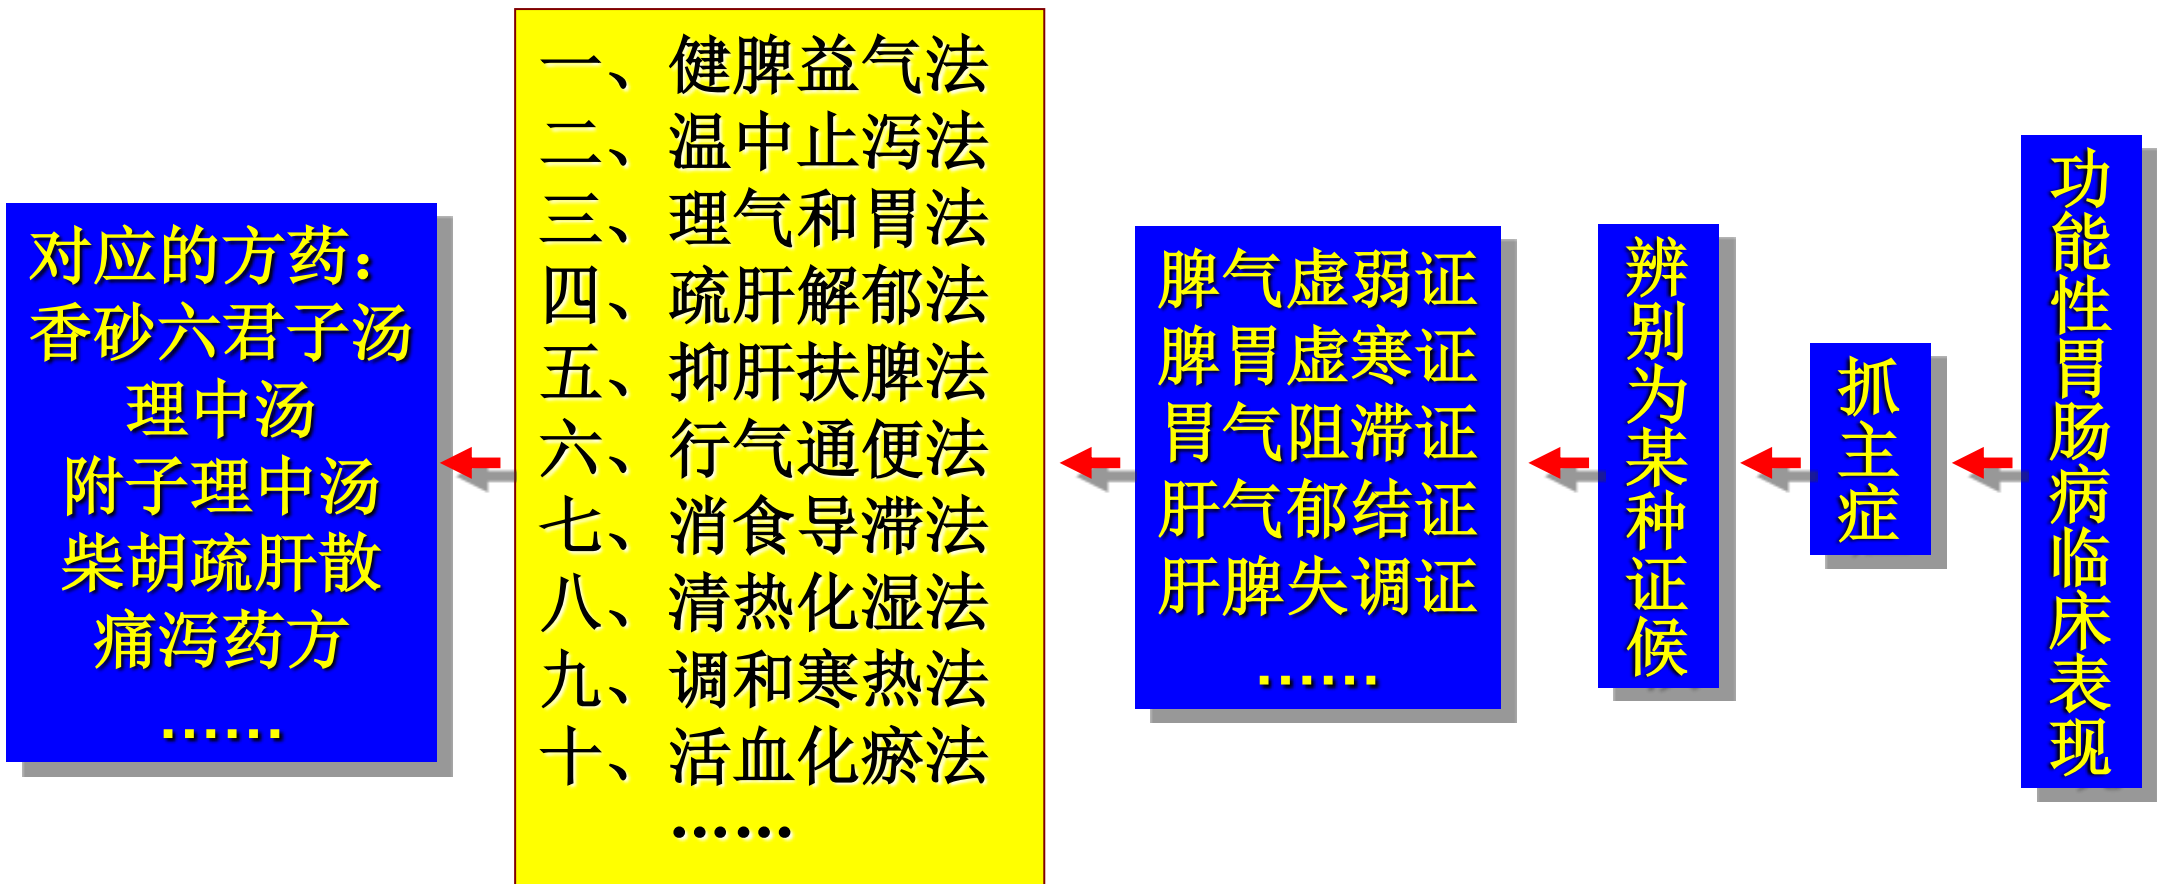 对应的方药：
香砂六君子汤
理中汤
附子理中汤
柴胡疏肝散
痛泻药方
……
一、健脾益气法
二、温中止泻法
三、理气和胃法
四、疏肝解郁法
五、抑肝扶脾法
六、行气通便法
七、消食导滞法
八、清热化湿法
九、调和寒热法
十、活血化瘀法
……
脾气虚弱证
脾胃虚寒证
胃气阻滞证
肝气郁结证
肝脾失调证
……
辨别为某种证候
抓主症
功能性胃肠病临床表现